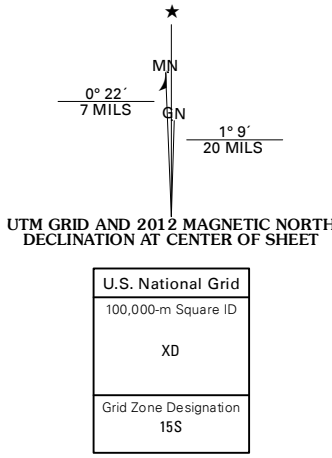 ★
MN
0° 22´
7 MILS
GN
1° 9´
20 MILS
UTM GRID AND 2012 MAGNETIC NORTH
DECLINATION AT CENTER OF SHEET
U.S. National Grid
100,000-m Square ID
XD
Grid Zone Designation
15S